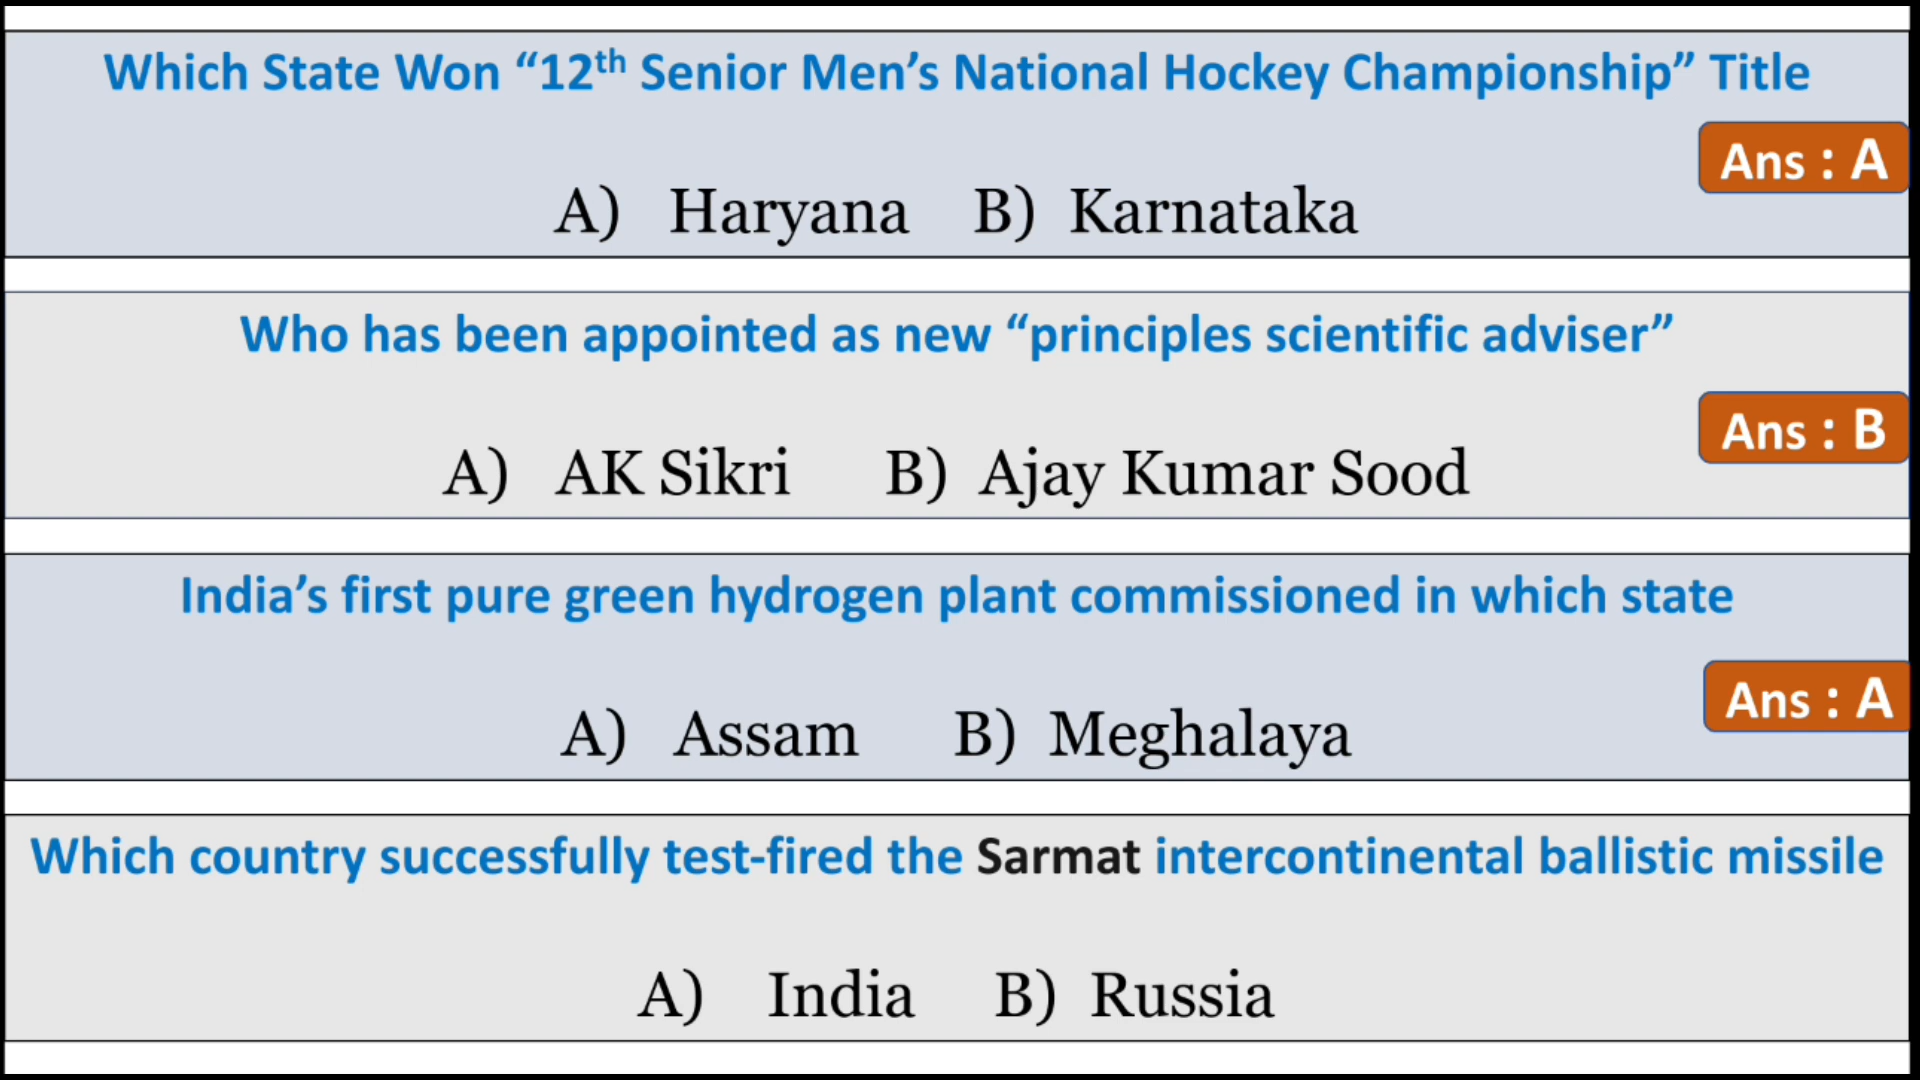 Which State Won “12th Senior Men’s National Hockey Championship” Title
Ans : A
A) Haryana B) Karnataka
Who has been appointed as new “principles scientific adviser”
Ans : B
A) AK Sikri B) Ajay Kumar Sood
India’s first pure green hydrogen plant commissioned in which state
Ans : A
A) Assam B) Meghalaya
Which country successfully test-fired the Sarmat intercontinental ballistic missile
A) India B) Russia